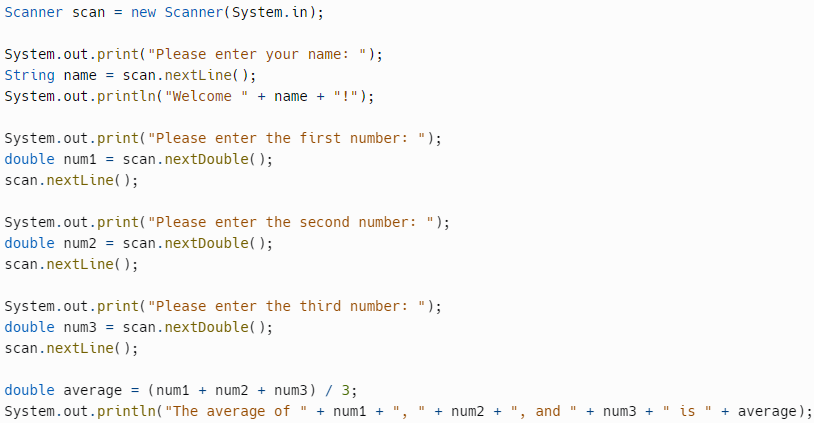 Scanner scan = new Scanner(System.in);
System.out.print("Please enter your name: ");
String name = scan.nextLine();
System.out.println("Welcome " + name + "!");
System.out.print("Please enter the first number: ");
double num1 = scan.nextDouble();
scan.nextLine();
System.out.print("Please enter the second number: ");
double num2 = scan.nextDouble();
scan.nextLine();
System.out.print("Please enter the third number: ");
double num3 = scan.nextDouble();
scan.nextLine();
double average = (num1 + num2 + num3) / 3;
System.out.println("The average of " + num1 + ", " + num2 + ", and " + num3 + " is " + average);